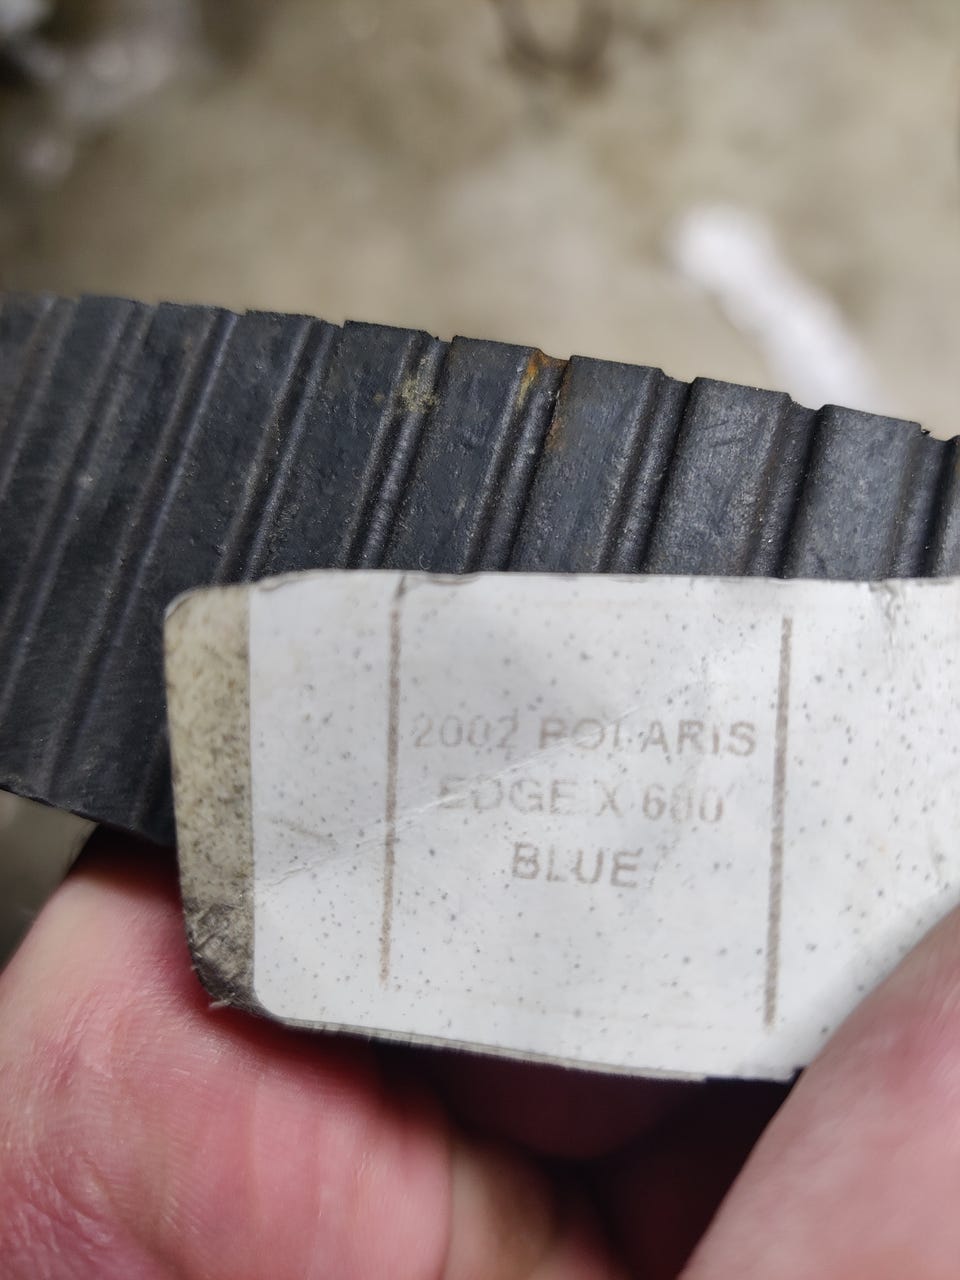 2002 POLARIS
EDGE X 600
BLUE